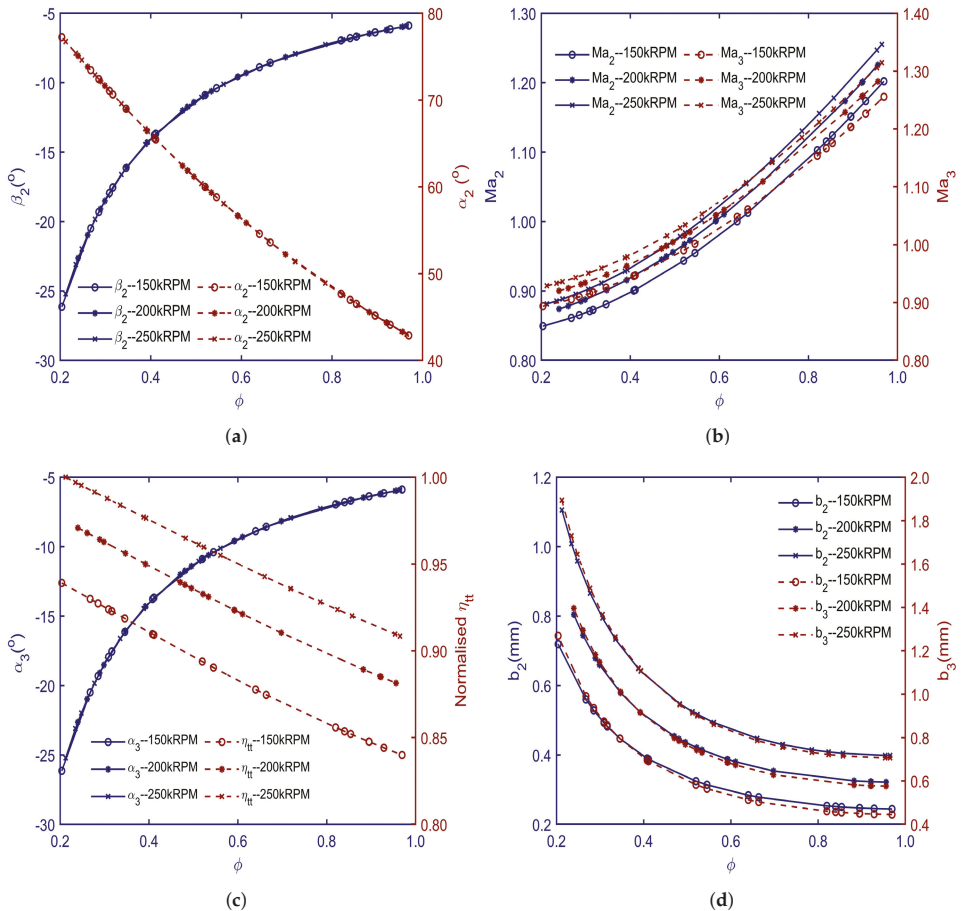 -5
-10
-15
-20
-25
-30
β2(o)
80
70
60
50
40
α2 (o)
0.2 0.4 0.6 0.8 1.0
ϕ
β2--150kRPM α2--150kRPM
β2--200kRPM α2--200kRPM
β2--250kRPM α2--250kRPM
(a)
1.30
1.20
1.10
1.00
0.90
0.80
Ma2
1.40
1.30
1.20
1.10
1.00
0.90
0.80
Ma3
0.2 0.4 0.6 0.8 1.0
ϕ
Ma2--150kRPM Ma3--150kRPM
Ma2--200kRPM Ma3--200kRPM
Ma2--250kRPM Ma3--250kRPM
(b)
-5
-10
-15
-20
-25
-30
α3(o)
1.00
0.95
0.90
0.85
0.80
Normalised ηtt
0.2 0.4 0.6 0.8 1.0
ϕ
α3--150kRPM ηtt--150kRPM
α3--200kRPM ηtt--200kRPM
α3--250kRPM ηtt--250kRPM
(c)
1.2
1.0
0.8
0.6
0.4
0.2
b2(mm)
2.0
1.8
1.6
1.4
1.2
1.0
0.8
0.6
0.4
b3(mm)
0.2 0.4 0.6 0.8 1.0
ϕ
b2--150kRPM
b2--200kRPM
b2--250kRPM
b2--150kRPM
b3--200kRPM
b3--250kRPM
(d)